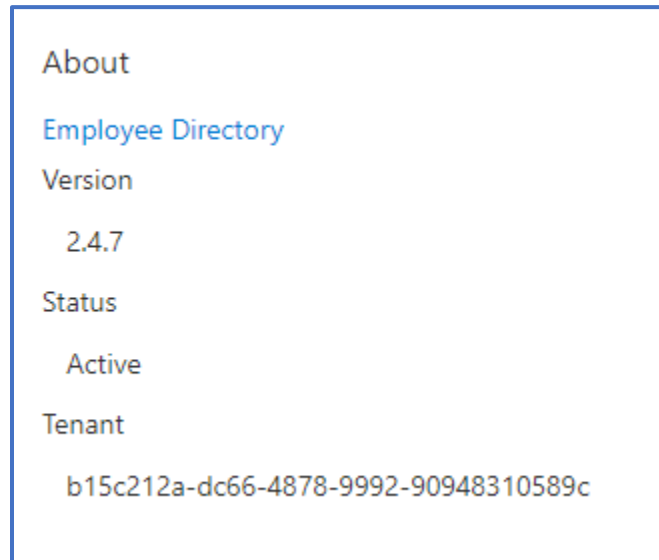 About
Employee Directory
Version
2.4.7
Status
Active
Tenant
b15c212a-dc66-4878-9992-90948310589c